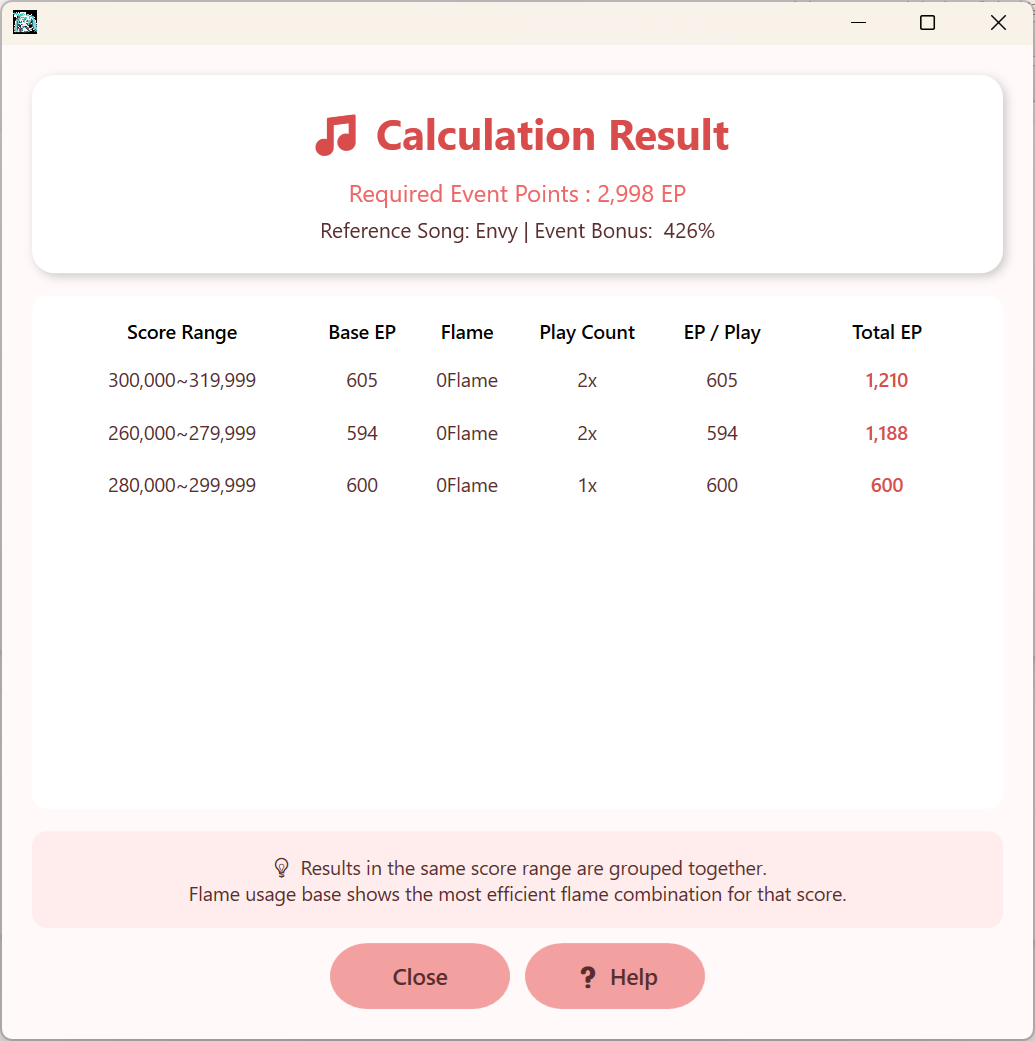 Calculation Result
Required Event Points : 2,998 EP
Reference Song: Envy | Event Bonus:  426%
Score Range Base EP Flame Play Count EP / Play Total EP
300,000~319,999 605 0Flame 2x 605 1,210
260,000~279,999 594 0Flame 2x 594 1,188
280,000~299,999 600 0Flame 1x 600 600
Results in the same score range are grouped together.
Flame usage base shows the most efficient flame combination for that score.
Close ? Help